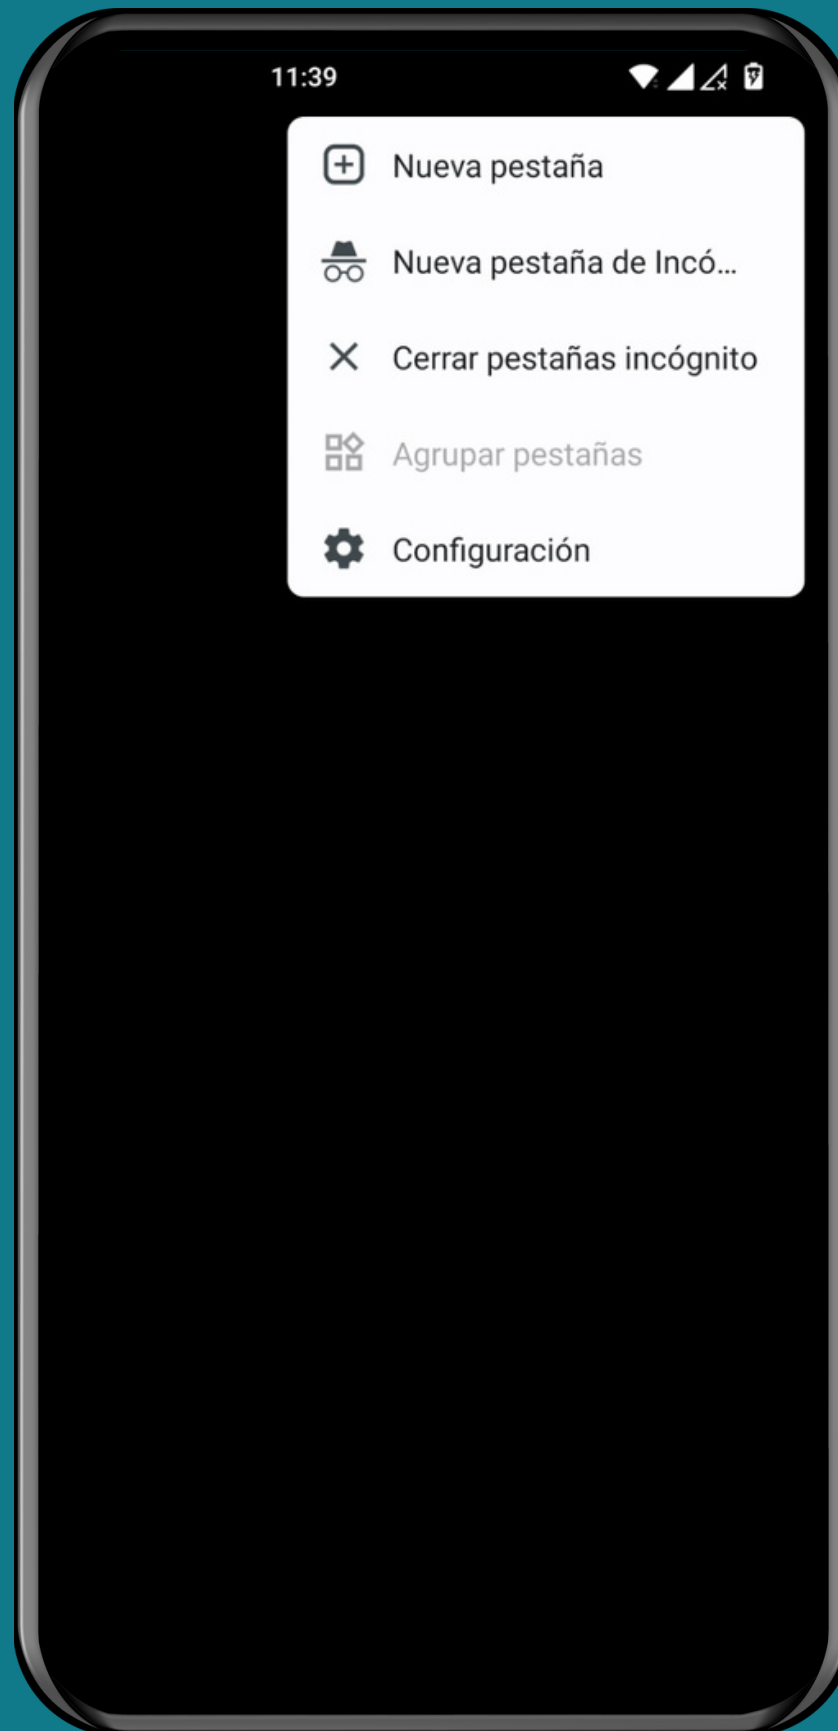 11:39
Nueva pestaña
Nueva pestaña de Incó...
Cerrar pestañas incógnito
Agrupar pestañas
Configuración